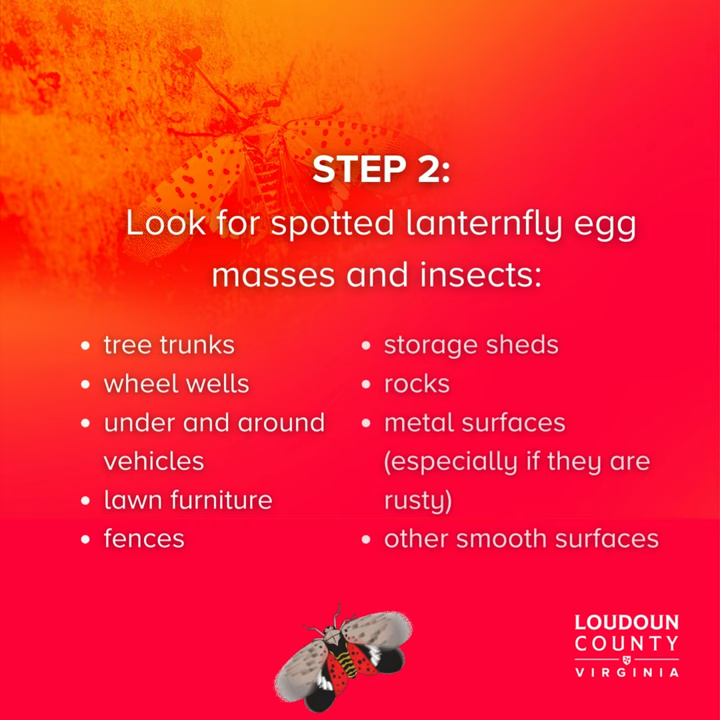 STEP 2:
Look for spotted lanternfly egg
masses and insects:
• tree trunks
• wheel wells
• under and around
vehicles
• lawn furniture
• fences
• storage sheds
• rocks
• metal surfaces
(especially if they are
rusty)
• other smooth surfaces
LOUDOUN
COUNTY
VIRGINIA